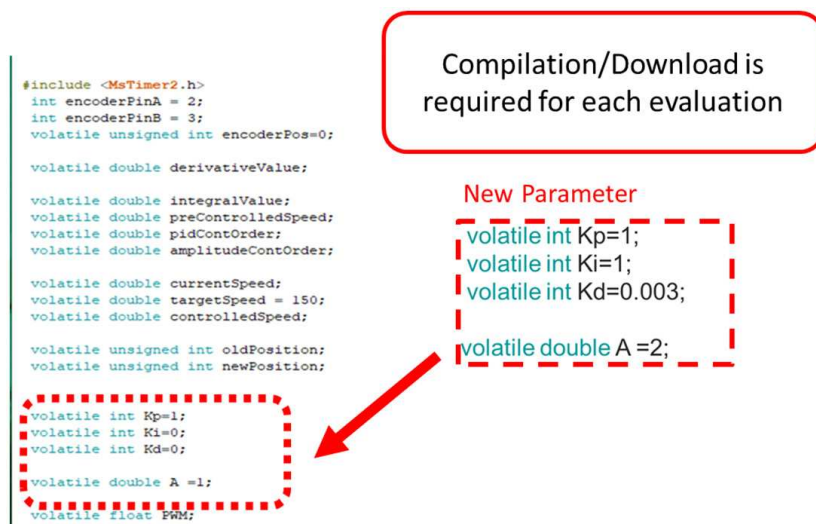 #include <MsTimer2.h>
int encoderPinA = 2;
int encoderPinB = 3;
volatile unsigned int encoderPos=0;
volatile double derivativeValue;
volatile double integralValue;
volatile double preControlledSpeed;
volatile double pidContOrder;
volatile double amplitudeContOrder;
volatile double currentSpeed;
volatile double targetSpeed = 150;
volatile double controlledSpeed;
volatile unsigned int oldPosition;
volatile unsigned int newPosition;
volatile int Kp=1;
volatile int Ki=0;
volatile int Kd=0;
volatile double A =1;
volatile float PWM;
Compilation/Download is
required for each evaluation
New Parameter
volatile int Kp=1;
volatile int Ki=1;
volatile int Kd=0.003;
volatile double A =2;